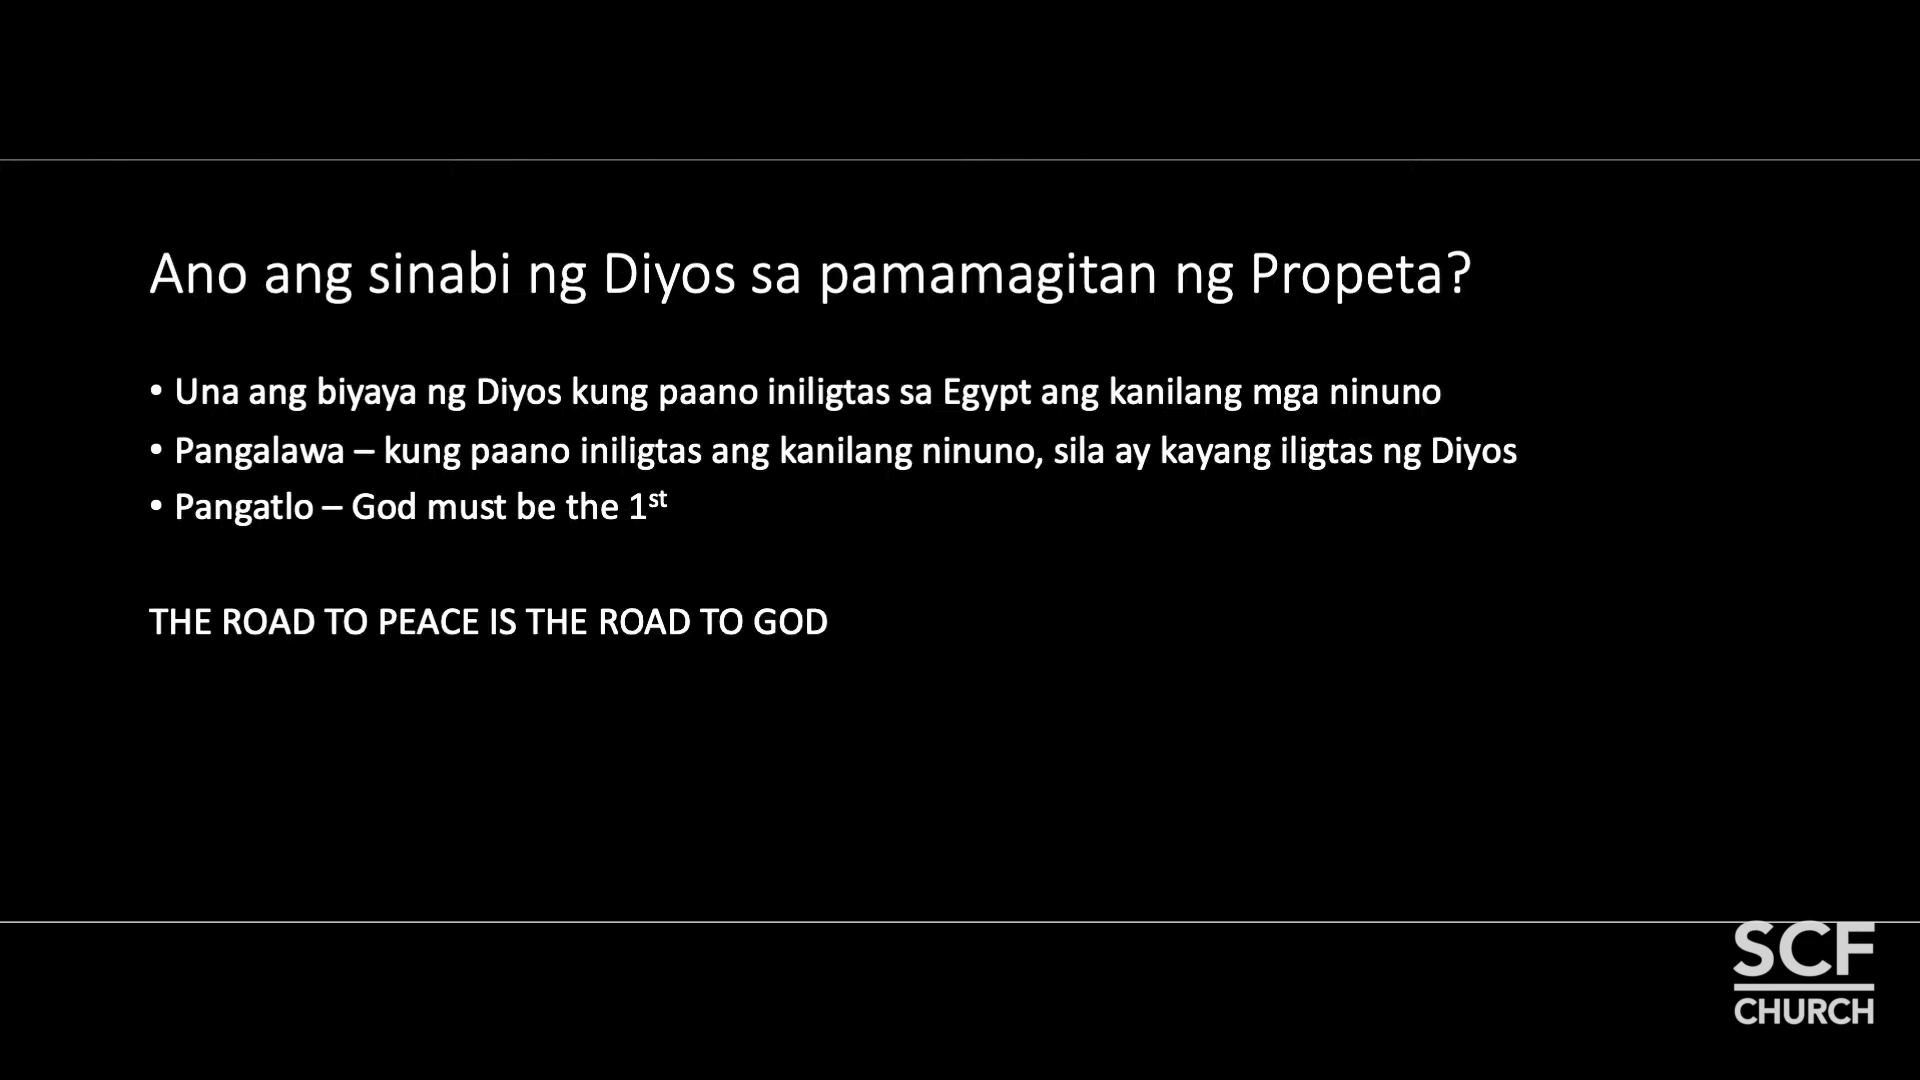 Ano ang sinabi ng Diyos sa pamamagitan ng Propeta?
• Una ang biyaya ng Diyos kung paano iniligtas sa Egypt ang kanilang mga ninuno
• Pangalawa – kung paano iniligtas ang kanilang ninuno, sila ay kayang iligtas ng Diyos
• Pangatlo – God must be the 1st
THE ROAD TO PEACE IS THE ROAD TO GOD
SCF
CHURCH